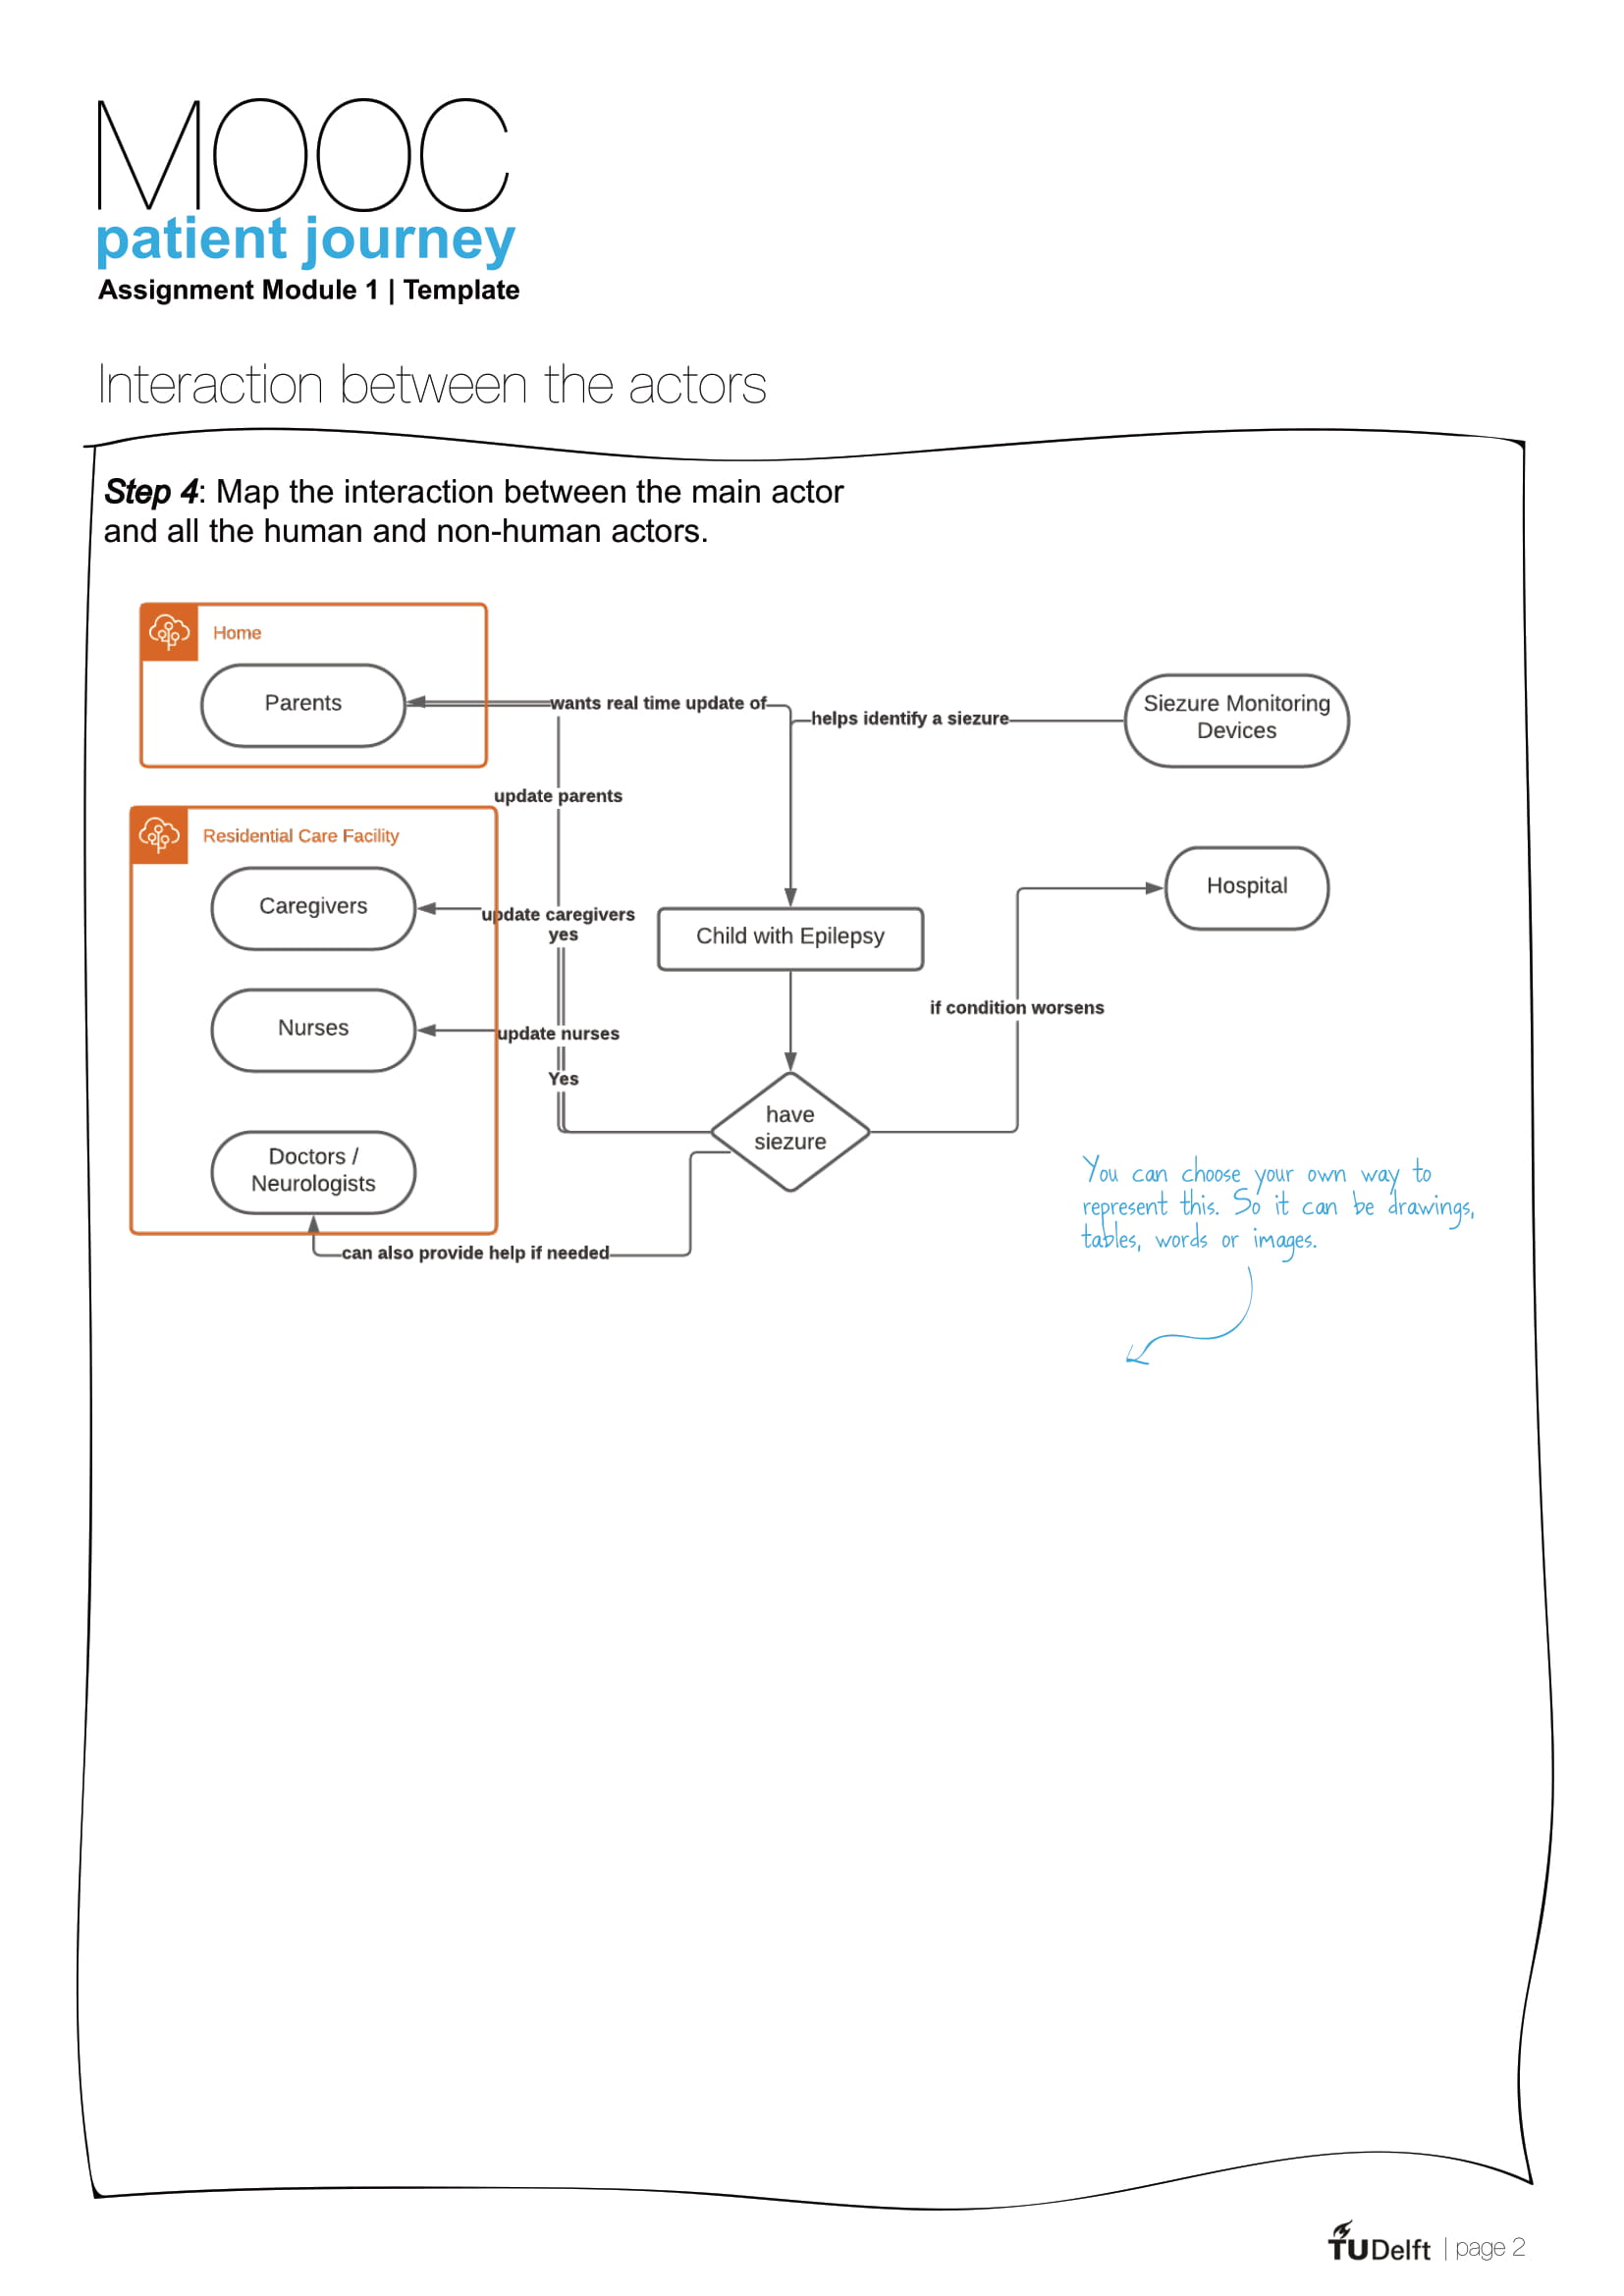 MOOC
patient journey
Assignment Module 1 | Template
Interaction between the actors
Step 4: Map the interaction between the main actor
and all the human and non-human actors.
Home
Parents
wants real time update of
helps identify a siezure
Siezure Monitoring
Devices
update parents
Residential Care Facility
Caregivers
update caregivers
yes
Child with Epilepsy
Hospital
if condition worsens
Nurses
update nurses
Yes
have
siezure
Doctors /
Neurologists
can also provide help if needed
You can choose your own way to
represent this. So it can be drawings,
tables, words or images.
TUDelft | page 2